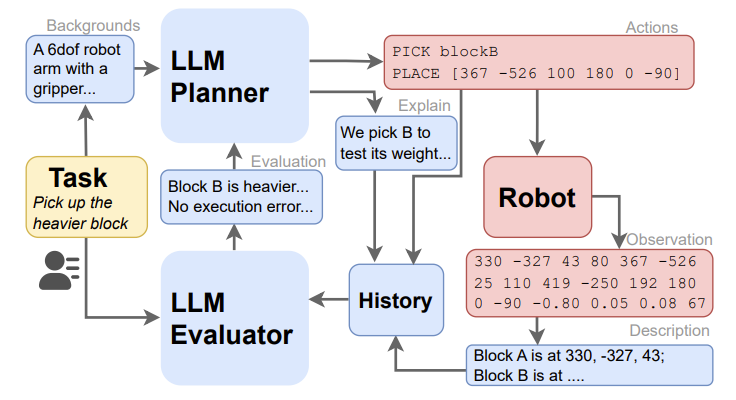 Backgrounds
A 6dof robot
arm with a
gripper...
LLM
Planner
Actions
PICK blockB
PLACE [367 -526 100 180 0 -90]
Explain
We pick B to
test its weight...
Task
Pick up the
heavier block
Evaluation
Block B is heavier...
No execution error...
Robot
Observation
330 -327 43 80 367 -526
25 110 419 -250 192 180
0 -90 -0.80 0.05 0.08 67
LLM
Evaluator
History
Description
Block A is at 330, -327, 43;
Block B is at ....